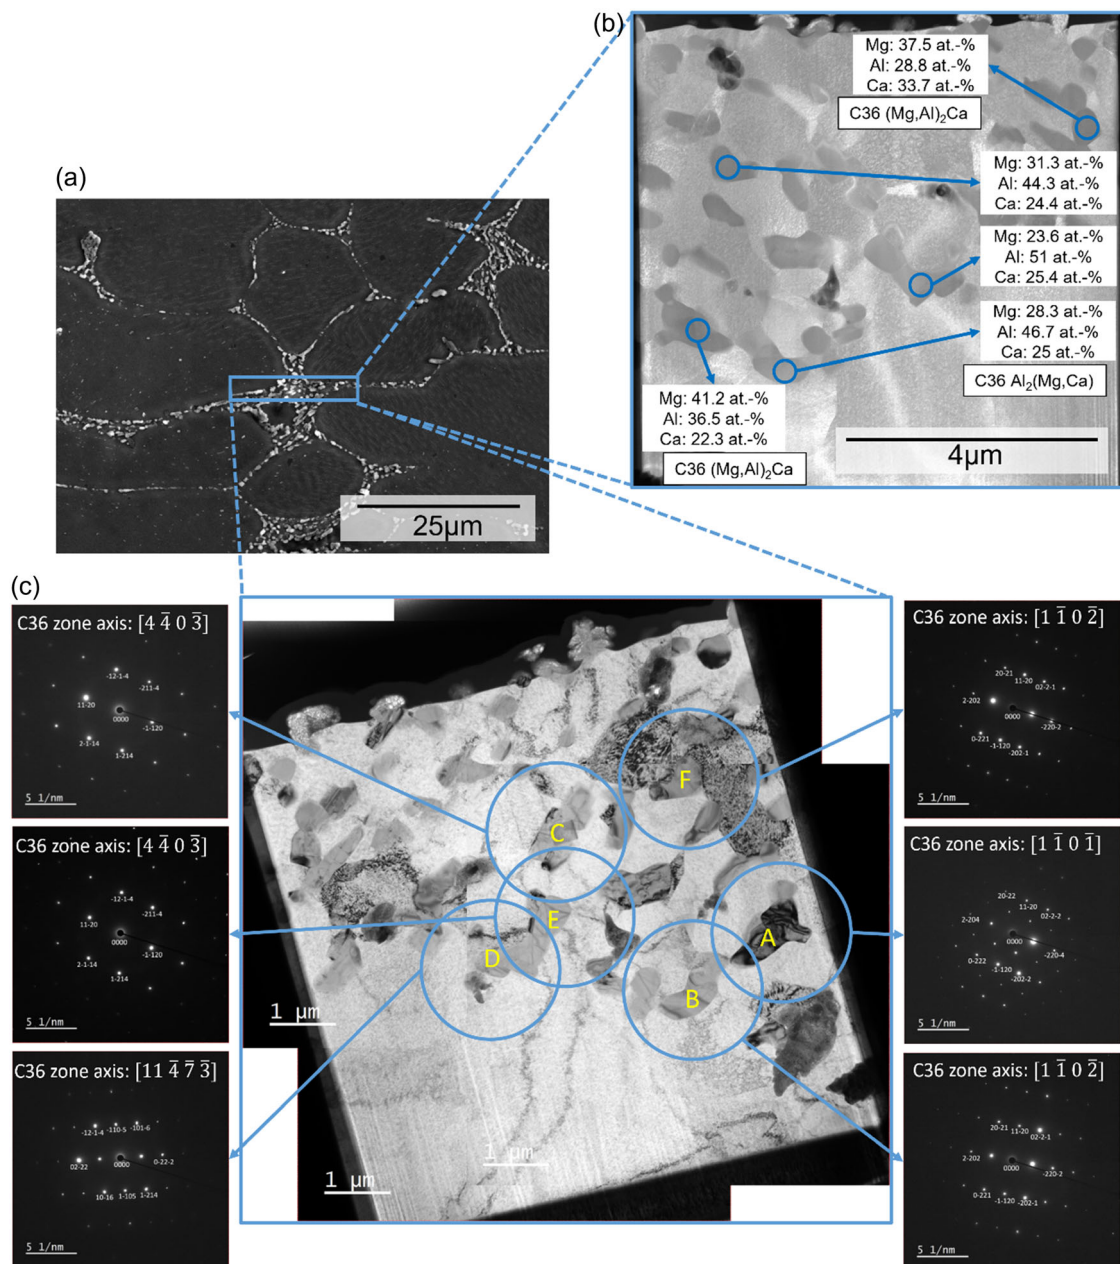 (b)
Mg: 37.5 at.-%
Al: 28.8 at.-%
Ca: 33.7 at.-%
C36 (Mg,Al)₂Ca
Mg: 31.3 at.-%
Al: 44.3 at.-%
Ca: 24.4 at.-%
Mg: 23.6 at.-%
Al: 51 at.-%
Ca: 25.4 at.-%
Mg: 28.3 at.-%
Al: 46.7 at.-%
Ca: 25 at.-%
C36 Al₂(Mg,Ca)
Mg: 41.2 at.-%
Al: 36.5 at.-%
Ca: 22.3 at.-%
C36 (Mg,Al)₂Ca
4µm
(a)
25µm
(c)
C36 zone axis: [4 4̅ 0 3̅]
-12-1-4
-211-4
11-20
0000
-1-120
2-1-14
1-214
5 1/nm
C36 zone axis: [4 4̅ 0 3̅]
-12-1-4
-211-4
11-20
0000
-1-120
2-1-14
1-214
5 1/nm
C36 zone axis: [11 4̅ 7̅ 3̅]
-12-1-4
-110-5
-101-6
02-22
0000
0-22-2
10-16
1-105
1-214
5 1/nm
F
C
E
A
D
B
1 µm
1 µm
1 µm
C36 zone axis: [1 1̅ 0 2̅]
20-21
11-20
02-2-1
2-202
0000
-220-2
0-221
-1-120
-202-1
5 1/nm
C36 zone axis: [1 1̅ 0 1̅]
20-22
11-20
02-2-2
2-204
0000
-220-4
0-222
-1-120
-202-2
5 1/nm
C36 zone axis: [1 1̅ 0 2̅]
20-21
11-20
02-2-1
2-202
0000
-220-2
0-221
-1-120
-202-1
5 1/nm